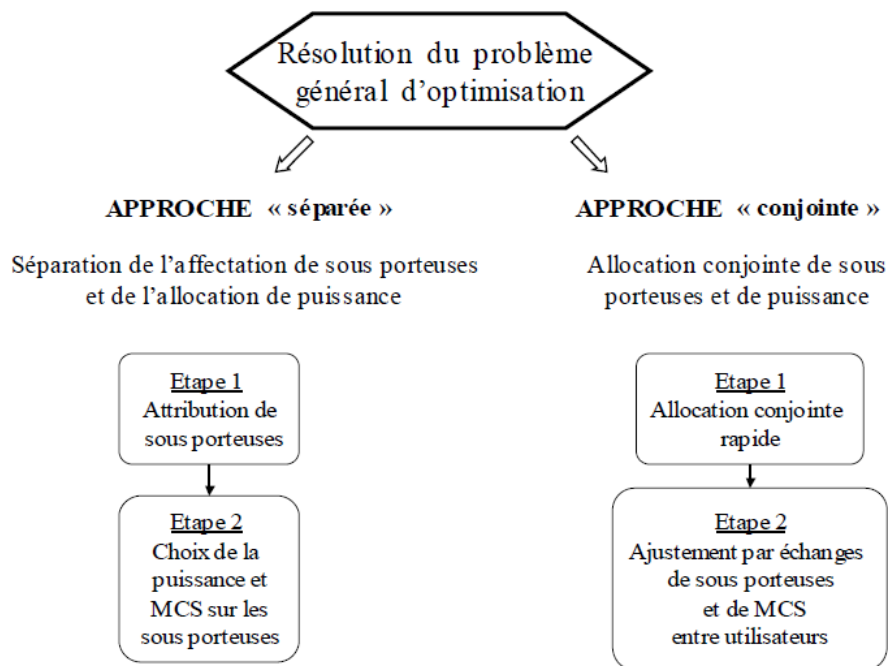 Résolution du problème
général d’optimisation
APPROCHE « séparée »
Séparation de l’affectation de sous porteuses
et de l’allocation de puissance
Etape 1
Attribution de
sous porteuses
Etape 2
Choix de la
puissance et
MCS sur les
sous porteuses
APPROCHE « conjointe »
Allocation conjointe de sous
porteuses et de puissance
Etape 1
Allocation conjointe
rapide
Etape 2
Ajustement par échanges
de sous porteuses
et de MCS
entre utilisateurs